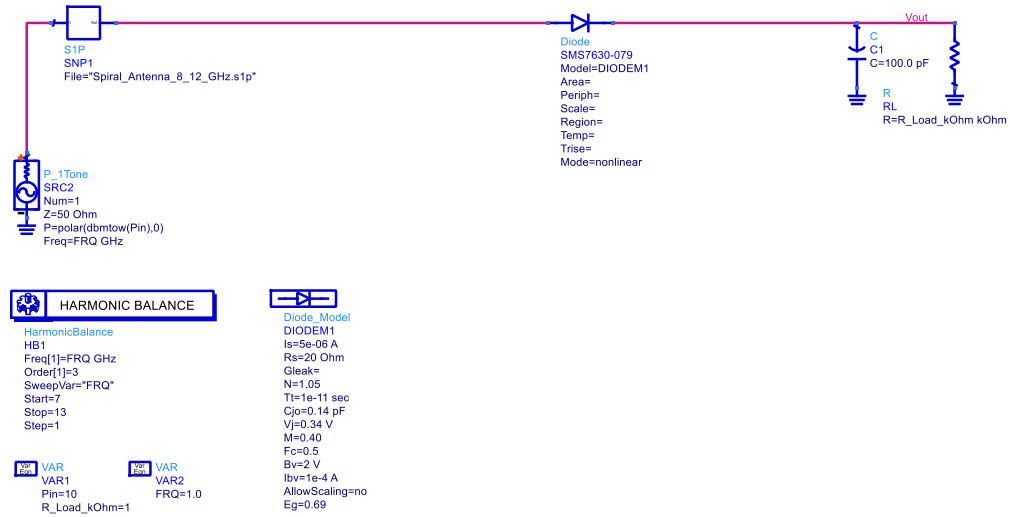 Ref
S1P
SNP1
File="Spiral_Antenna_8_12_GHz.s1p"
Diode
SMS7630-079
Model=DIODEM1
Area=
Periph=
Scale=
Region=
Temp=
Trise=
Mode=nonlinear
Vout
C
C1
C=100.0 pF
R
RL
R=R_Load_kOhm kOhm
P_1Tone
SRC2
Num=1
Z=50 Ohm
P=polar(dbmtow(Pin),0)
Freq=FRQ GHz
HARMONIC BALANCE
HarmonicBalance
HB1
Freq[1]=FRQ GHz
Order[1]=3
SweepVar="FRQ"
Start=7
Stop=13
Step=1
Diode_Model
DIODEM1
Is=5e-06 A
Rs=20 Ohm
Gleak=
N=1.05
Tt=1e-11 sec
Cjo=0.14 pF
Vj=0.34 V
M=0.40
Fc=0.5
Bv=2 V
Ibv=1e-4 A
AllowScaling=no
Eg=0.69
Var
Eqn
VAR
VAR1
Pin=10
R_Load_kOhm=1
Var
Eqn
VAR
VAR2
FRQ=1.0